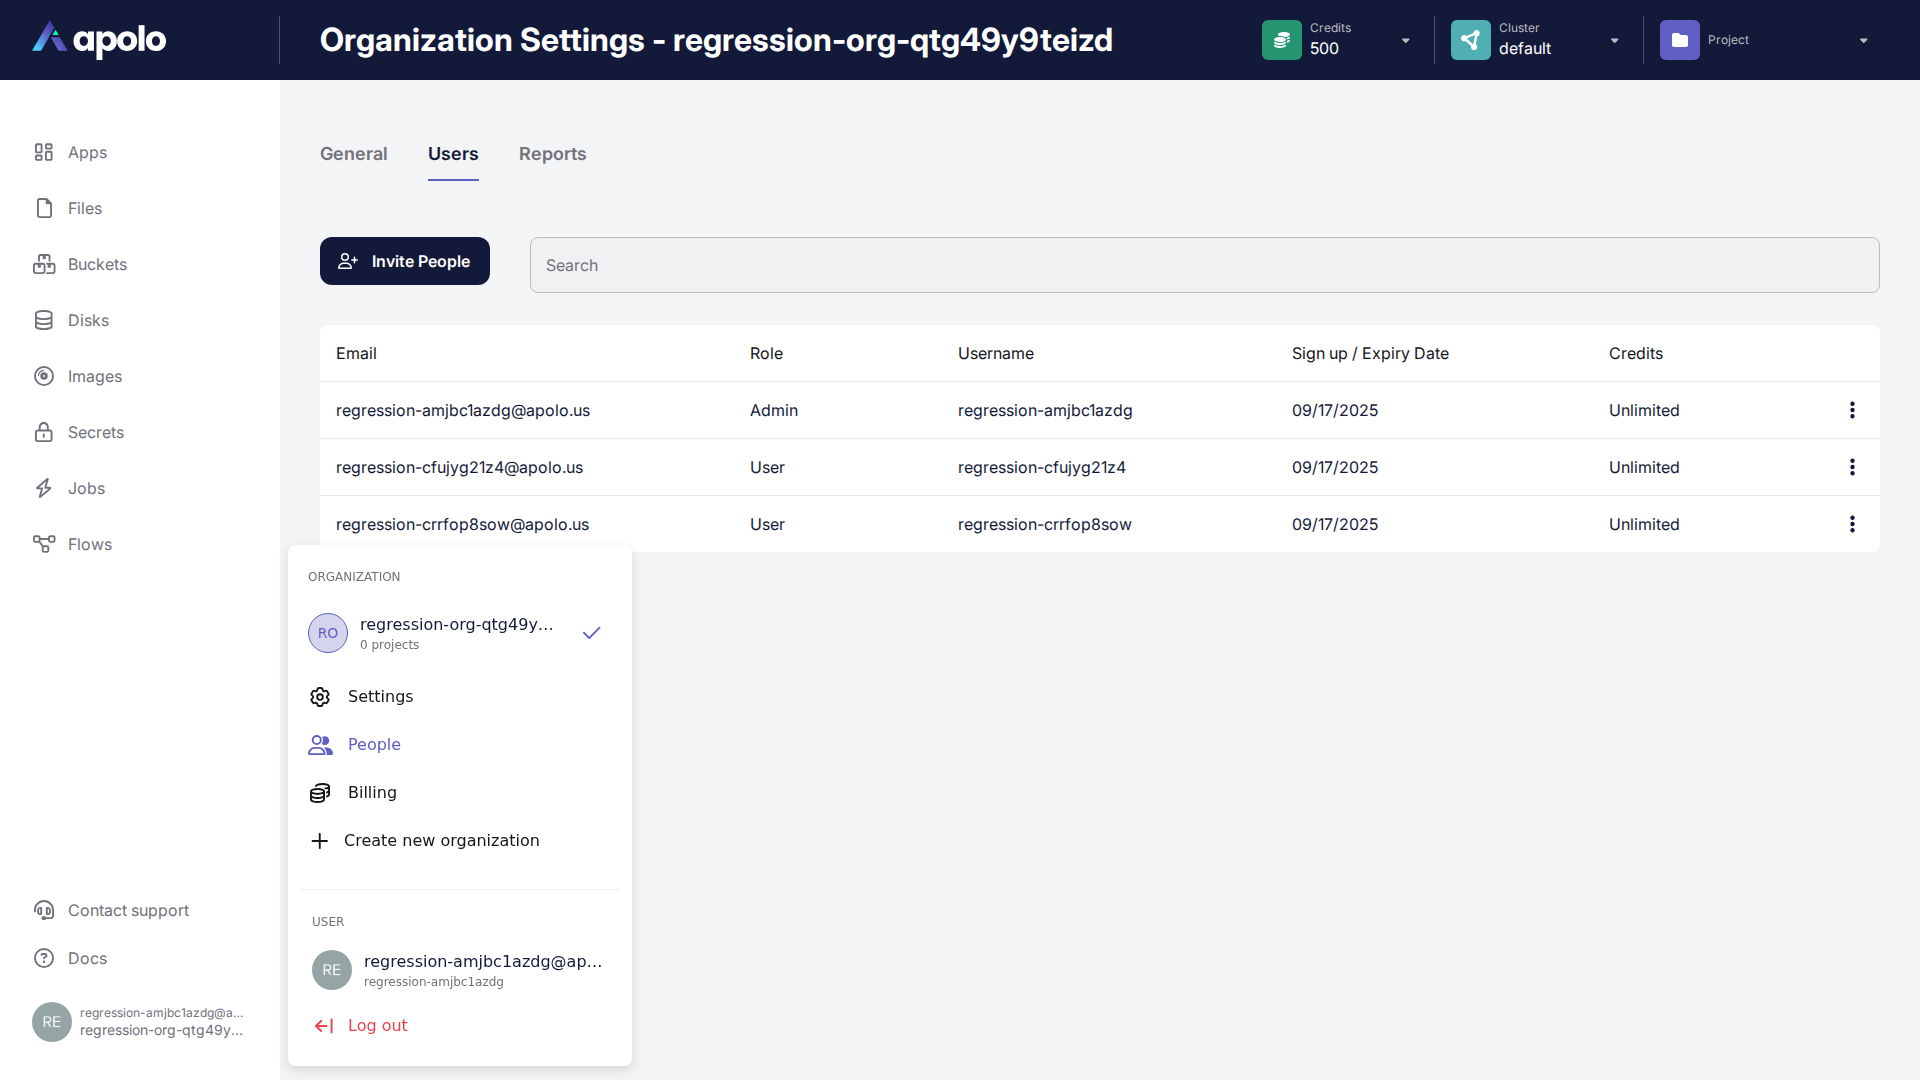 apolo
Organization Settings - regression-org-qtg49y9teizd
Credits
500
Cluster
default
Project
Apps
Files
Buckets
Disks
Images
Secrets
Jobs
Flows
General
Users
Reports
Invite People
Search
Email Role Username Sign up / Expiry Date Credits
regression-amjbc1azdg@apolo.us Admin regression-amjbc1azdg 09/17/2025 Unlimited
regression-cfujyg21z4@apolo.us User regression-cfujyg21z4 09/17/2025 Unlimited
regression-crrfop8sow@apolo.us User regression-crrfop8sow 09/17/2025 Unlimited
ORGANIZATION
RO
regression-org-qtg49y...
0 projects
Settings
People
Billing
Create new organization
USER
RE
regression-amjbc1azdg@ap...
regression-amjbc1azdg
Log out
Contact support
Docs
RE
regression-amjbc1azdg@a...
regression-org-qtg49y...